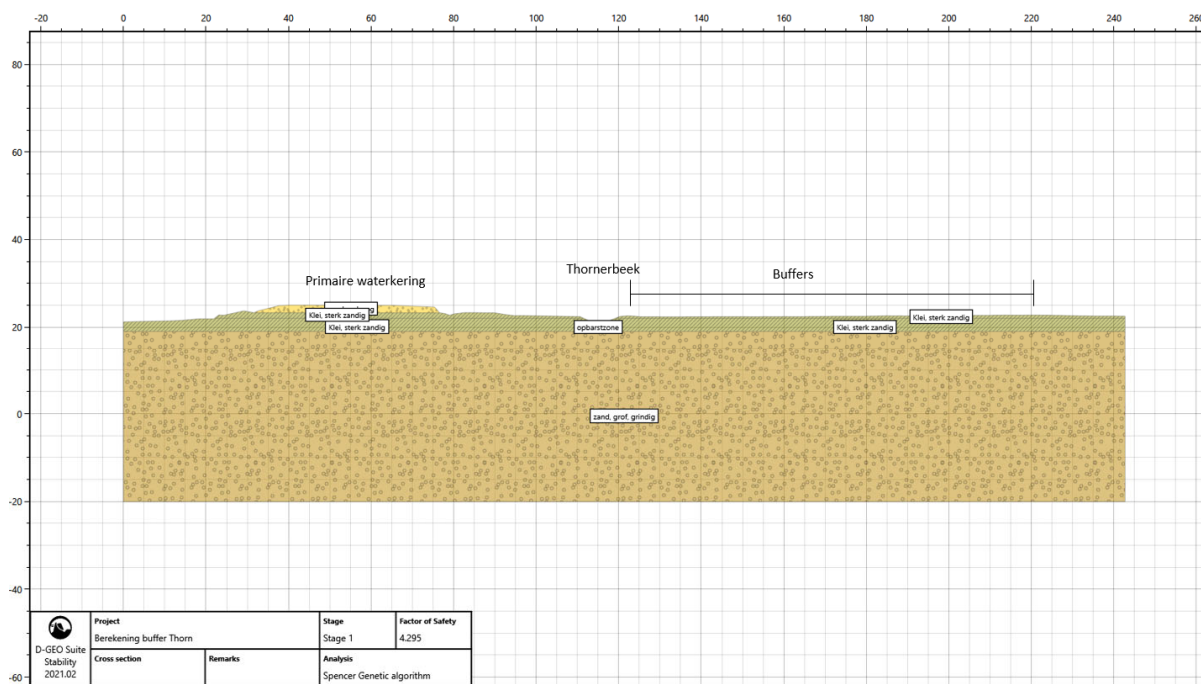 -20 0 20 40 60 80 100 120 140 160 180 200 220 240 260
80
60
40
20
0
-20
-40
-60
Primaire waterkering
Thornerbeek
Buffers
Klei, sterk zandig
Klei, sterk zandig
opbarstzone
Klei, sterk zandig
Klei, sterk zandig
zand, grof, grindig
D-GEO Suite
Stability
2021.02
Project
Berekening buffer Thorn
Stage
Stage 1
Factor of Safety
4.295
Cross section
Remarks
Analysis
Spencer Genetic algorithm